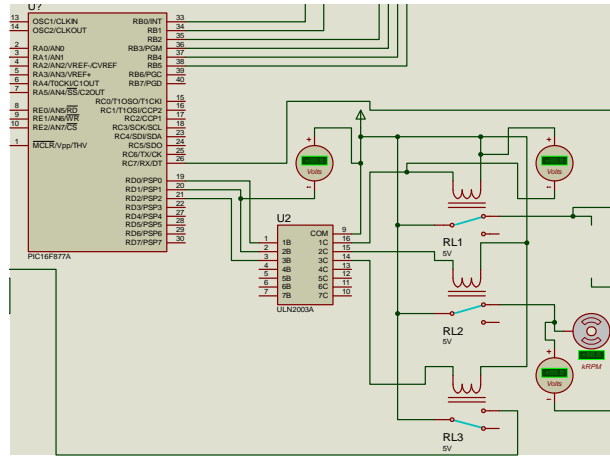 U?
13 OSC1/CLKIN RB0/INT 33
14 OSC2/CLKOUT RB1 34
RB2 35
2 RA0/AN0 RB3/PGM 36
3 RA1/AN1 RB4 37
4 RA2/AN2/VREF-/CVREF RB5 38
5 RA3/AN3/VREF+ RB6/PGC 39
6 RA4/T0CKI/C1OUT RB7/PGD 40
7 RA5/AN4/SS/C2OUT
RC0/T1OSO/T1CKI 15
8 RE0/AN5/RD RC1/T1OSI/CCP2 16
9 RE1/AN6/WR RC2/CCP1 17
10 RE2/AN7/CS RC3/SCK/SCL 18
RC4/SDI/SDA 23
1 MCLR/Vpp/THV RC5/SDO 24
RC6/TX/CK 25
RC7/RX/DT 26
RD0/PSP0 19
RD1/PSP1 20
RD2/PSP2 21
RD3/PSP3 22
RD4/PSP4 27
RD5/PSP5 28
RD6/PSP6 29
RD7/PSP7 30
PIC16F877A
+
Volts
-
+
Volts
-
U2
COM 9
1 1B 1C 16
2 2B 2C 15
3 3B 3C 14
4 4B 4C 13
5 5B 5C 12
6 6B 6C 11
7 7B 7C 10
ULN2003A
RL1
5V
RL2
5V
RL3
5V
kRPM
+
Volts
-